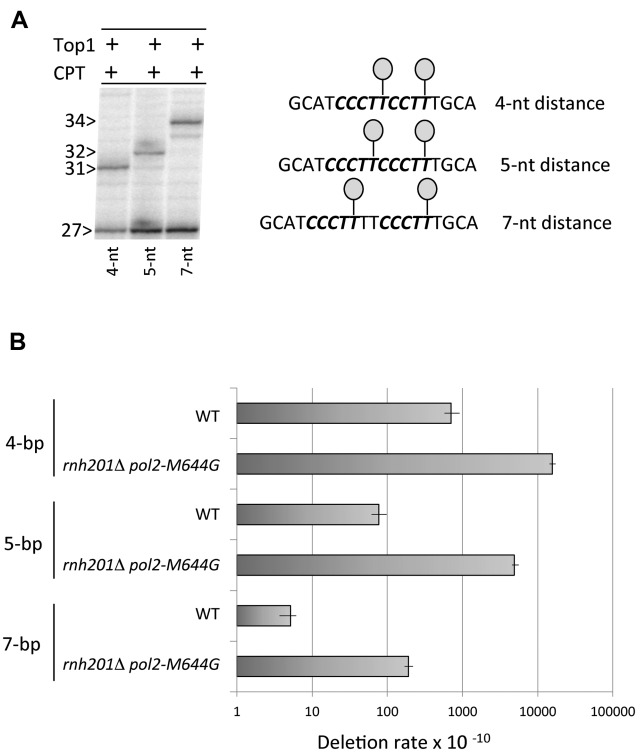 A
Top1 + + +
CPT + + +
34>
32>
31>
27>
4-nt 5-nt 7-nt
GCATCCCTTCCTTTGCA 4-nt distance
GCATCCCTTCCCTTTGCA 5-nt distance
GCATCCCTTTTCCCTTTGCA 7-nt distance
B
4-bp
WT
rnh201Δ pol2-M644G
5-bp
WT
rnh201Δ pol2-M644G
7-bp
WT
rnh201Δ pol2-M644G
1 10 100 1000 10000 100000
Deletion rate x 10 -10